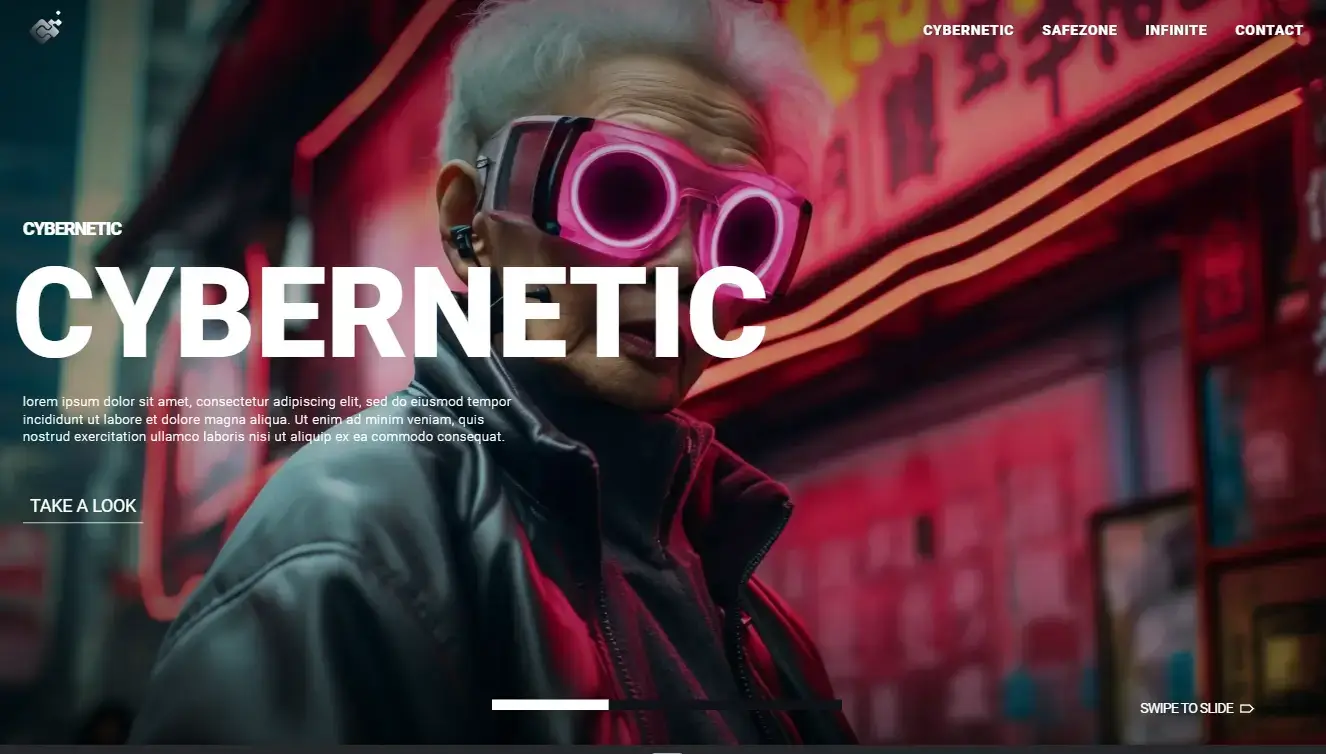 CYBERNETIC SAFEZONE INFINITE CONTACT
CYBERNETIC
CYBERNETIC
lorem ipsum dolor sit amet, consectetur adipiscing elit, sed do eiusmod tempor
incididunt ut labore et dolore magna aliqua. Ut enim ad minim veniam, quis
nostrud exercitation ullamco laboris nisi ut aliquip ex ea commodo consequat.
TAKE A LOOK
SWIPE TO SLIDE